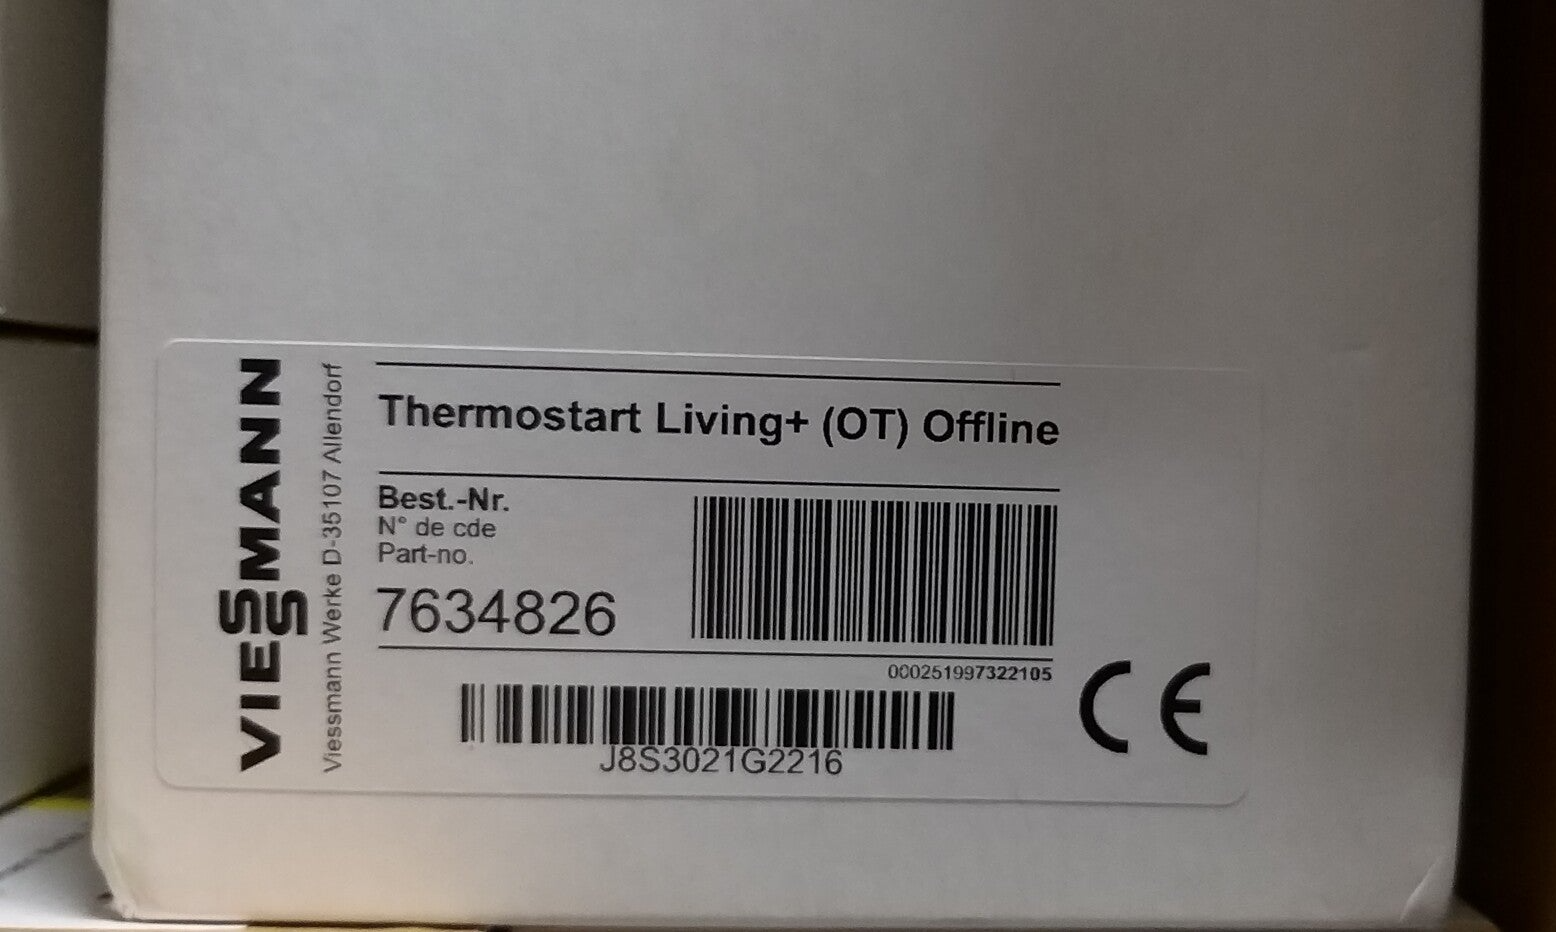 VIESSMANN
Viessmann Werke D-35107 Allendorf
Thermostart Living+ (OT) Offline
Best.-Nr.
N° de cde
Part-no.
7634826
000251997322105
J8S3021G2216
CE